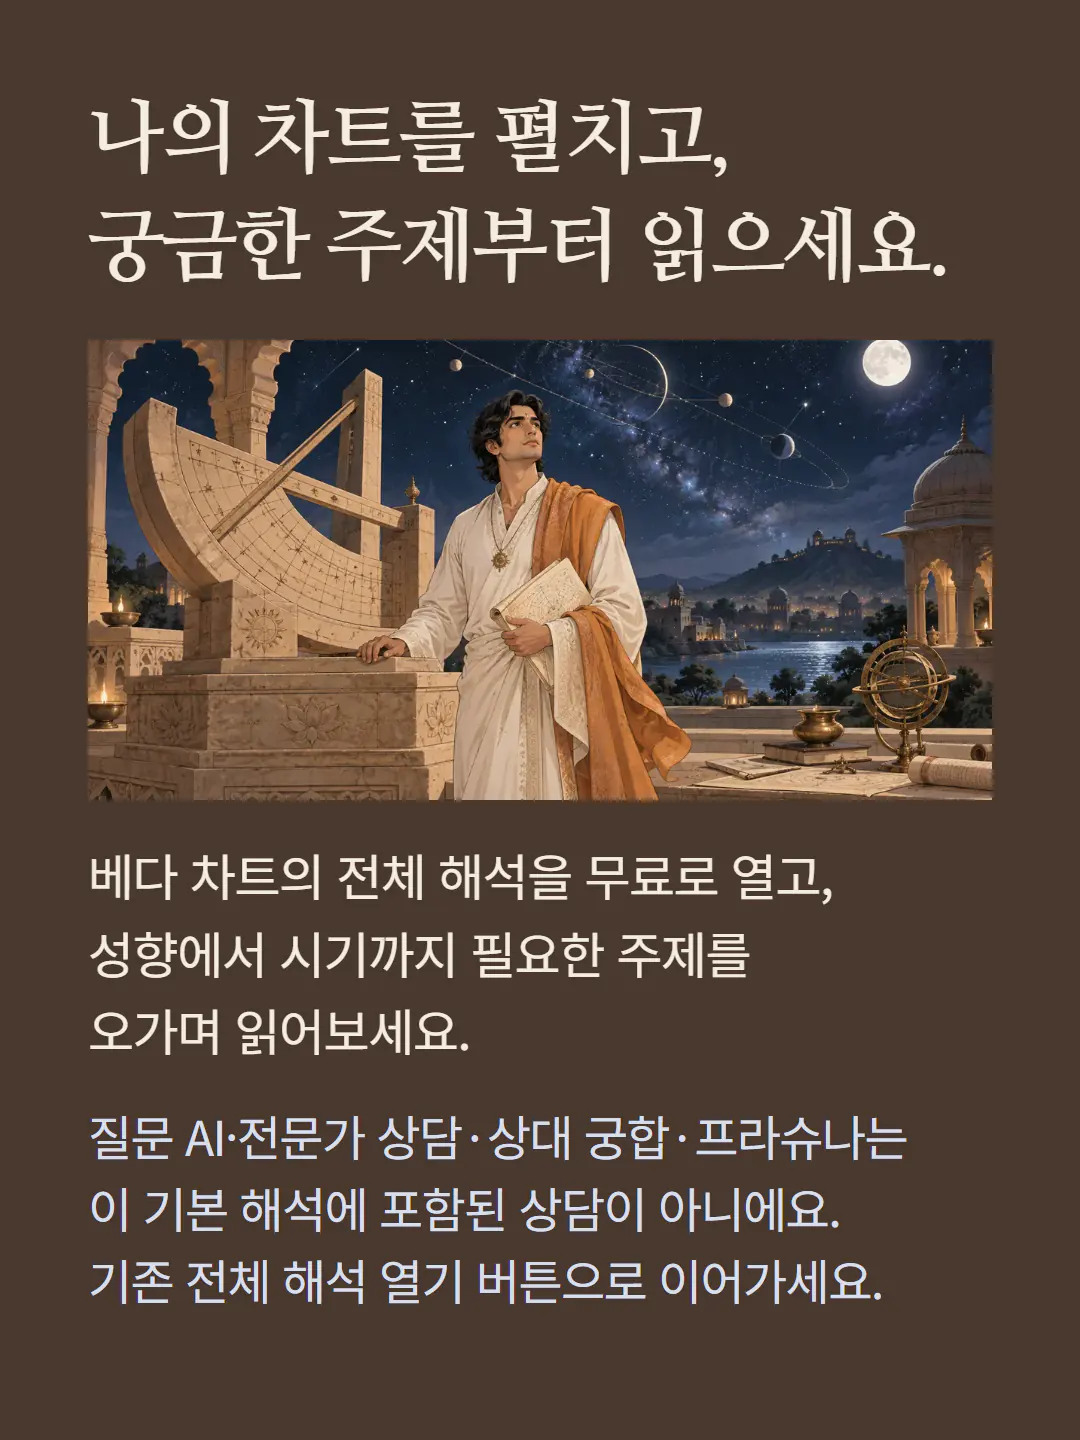 나의 차트를 펼치고,
궁금한 주제부터 읽으세요.
베다 차트의 전체 해석을 무료로 열고,
성향에서 시기까지 필요한 주제를
오가며 읽어보세요.
질문 AI·전문가 상담·상대 궁합·프라슈나는
이 기본 해석에 포함된 상담이 아니에요.
기존 전체 해석 열기 버튼으로 이어가세요.